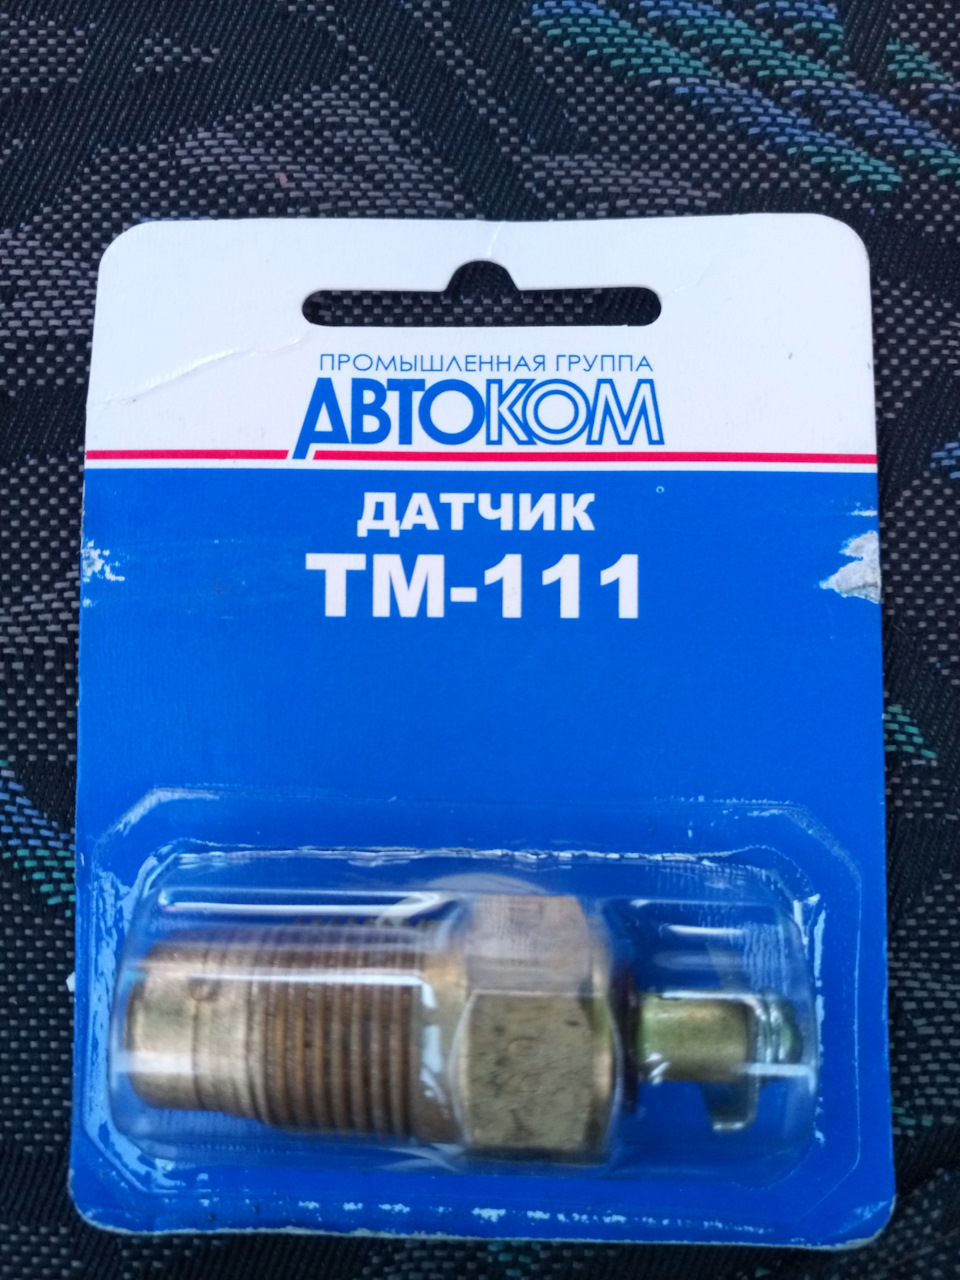 ПРОМЫШЛЕННАЯ ГРУППА
АВТОКОМ
ДАТЧИК
ТМ-111